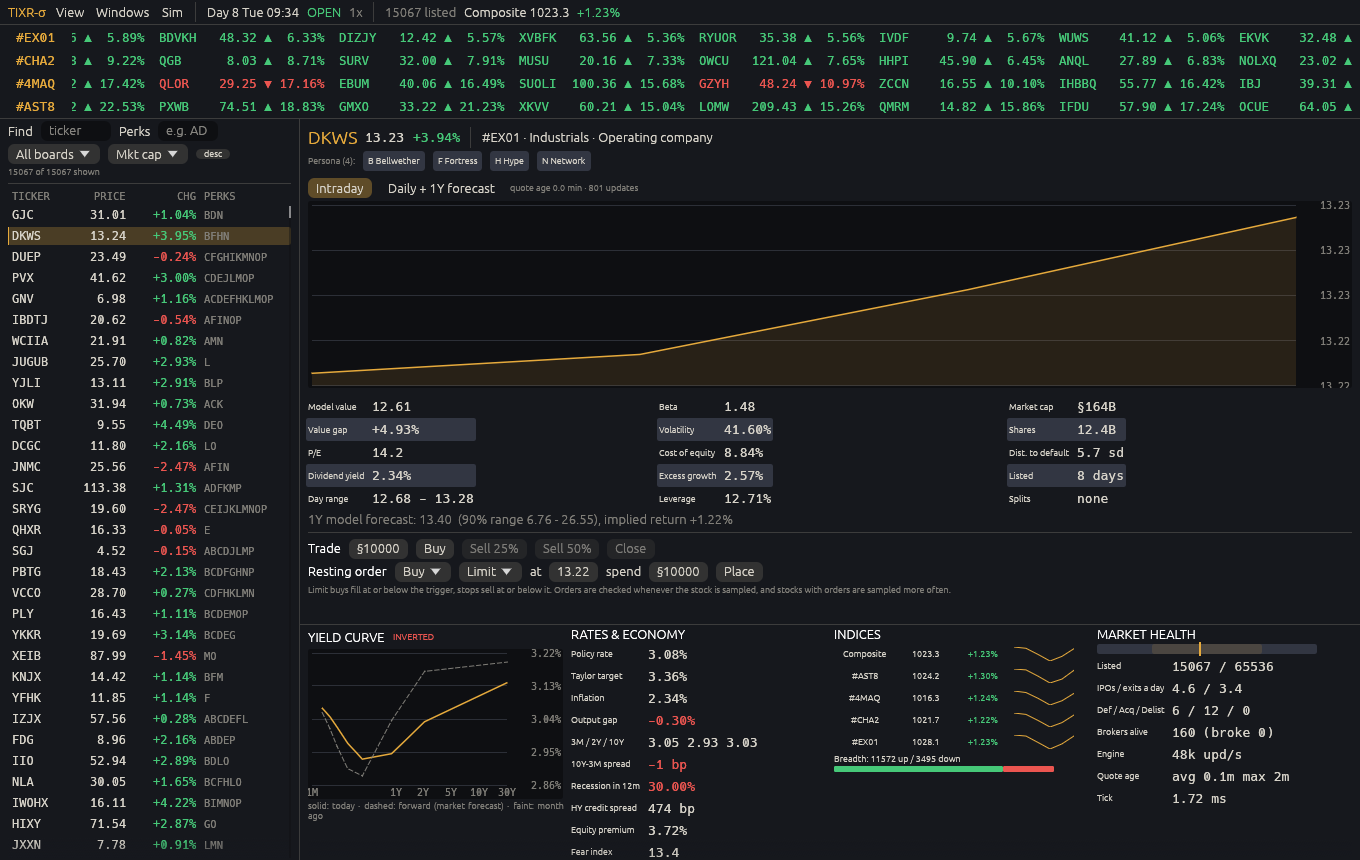 TIXR-σ View Windows Sim Day 8 Tue 09:34 OPEN 1x 15067 listed Composite 1023.3 +1.23%
#EX01 5 ▲ 5.89% BDVKH 48.32 ▲ 6.33% DIZJY 12.42 ▲ 5.57% XVBFK 63.56 ▲ 5.36% RYUOR 35.38 ▲ 5.56% IVDF 9.74 ▲ 5.67% WUWS 41.12 ▲ 5.06% EKVK 32.48 ▲
#CHA2 ▲ 9.22% QGB 8.03 ▲ 8.71% SURV 32.00 ▲ 7.91% MUSU 20.16 ▲ 7.33% OWCU 121.04 ▲ 7.65% HHPI 45.90 ▲ 6.45% ANQL 27.89 ▲ 6.83% NOLXQ 23.02 ▲
#4MAQ 2 ▲ 17.42% QLOR 29.25 ▼ 17.16% EBUM 40.06 ▲ 16.49% SUOLI 100.36 ▲ 15.68% GZYH 48.24 ▼ 10.97% ZCCN 16.55 ▲ 10.10% IHBBQ 55.77 ▲ 16.42% IBJ 39.31 ▲
#AST8 2 ▲ 22.53% PXWB 74.51 ▲ 18.83% GMXO 33.22 ▲ 21.23% XKVV 60.21 ▲ 15.04% LOMW 209.43 ▲ 15.26% QMRM 14.82 ▲ 15.86% IFDU 57.90 ▲ 17.24% OCUE 64.05 ▲
Find ticker Perks e.g. AD
All boards ▼ Mkt cap ▼ desc
15067 of 15067 shown
TICKER PRICE CHG PERKS
GJC 31.01 +1.04% BDN
DKWS 13.24 +3.95% BFHN
DUEP 23.49 -0.24% CFGHIKMNOP
PVX 41.62 +3.00% CDEJLMOP
GNV 6.98 +1.16% ACDEFHKLMOP
IBDTJ 20.62 -0.54% AFINOP
WCIIA 21.91 +0.82% AMN
JUGUB 25.70 +2.93% L
YJLI 13.11 +2.91% BLP
OKW 31.94 +0.73% ACK
TQBT 9.55 +4.49% DEO
DCGC 11.80 +2.16% LO
JNMC 25.56 -2.47% AFIN
SJC 113.38 +1.31% ADFKMP
SRYG 19.60 -2.47% CEIJKLMNOP
QHXR 16.33 -0.05% E
SGJ 4.52 -0.15% ABCDJLMP
PBTG 18.43 +2.13% BCDFGHNP
VCCO 28.70 +0.27% CDFHKLMN
PLY 16.43 +1.11% BCDEMOP
YKKR 19.69 +3.14% BCDEG
XEIB 87.99 -1.45% MO
KNJX 14.42 +1.14% BFM
YFHK 11.85 +1.14% F
IZJX 57.56 +0.28% ABCDEFL
FDG 8.96 +2.16% ABDEP
IIO 52.94 +2.89% BDLO
NLA 30.05 +1.65% BCFHLO
IWOHX 16.11 +4.22% BIMNOP
HIXY 71.54 +2.87% GO
JXXN 7.78 +0.91% LMN
DKWS 13.23 +3.94% #EX01 · Industrials · Operating company
Persona (4): B Bellwether F Fortress H Hype N Network
Intraday Daily + 1Y forecast quote age 0.0 min · 801 updates
13.23
13.23
13.23
13.22
13.22
Model value 12.61 Beta 1.48 Market cap §164B
Value gap +4.93% Volatility 41.60% Shares 12.4B
P/E 14.2 Cost of equity 8.84% Dist. to default 5.7 sd
Dividend yield 2.34% Excess growth 2.57% Listed 8 days
Day range 12.68 - 13.28 Leverage 12.71% Splits none
1Y model forecast: 13.40 (90% range 6.76 - 26.55), implied return +1.22%
Trade §10000 Buy Sell 25% Sell 50% Close
Resting order Buy ▼ Limit ▼ at 13.22 spend §10000 Place
Limit buys fill at or below the trigger, stops sell at or below it. Orders are checked whenever the stock is sampled, and stocks with orders are sampled more often.
YIELD CURVE INVERTED
3.22%
3.13%
3.04%
2.95%
2.86%
1M 1Y 2Y 5Y 10Y 30Y
solid: today · dashed: forward (market forecast) · faint: month
ago
RATES & ECONOMY
Policy rate 3.08%
Taylor target 3.36%
Inflation 2.34%
Output gap -0.30%
3M / 2Y / 10Y 3.05 2.93 3.03
10Y-3M spread -1 bp
Recession in 12m 30.00%
HY credit spread 474 bp
Equity premium 3.72%
Fear index 13.4
INDICES
Composite 1023.3 +1.23%
#AST8 1024.2 +1.30%
#4MAQ 1016.3 +1.24%
#CHA2 1021.7 +1.22%
#EX01 1028.1 +1.23%
Breadth: 11572 up / 3495 down
MARKET HEALTH
Listed 15067 / 65536
IPOs / exits a day 4.6 / 3.4
Def / Acq / Delist 6 / 12 / 0
Brokers alive 160 (broke 0)
Engine 48k upd/s
Quote age avg 0.1m max 2m
Tick 1.72 ms